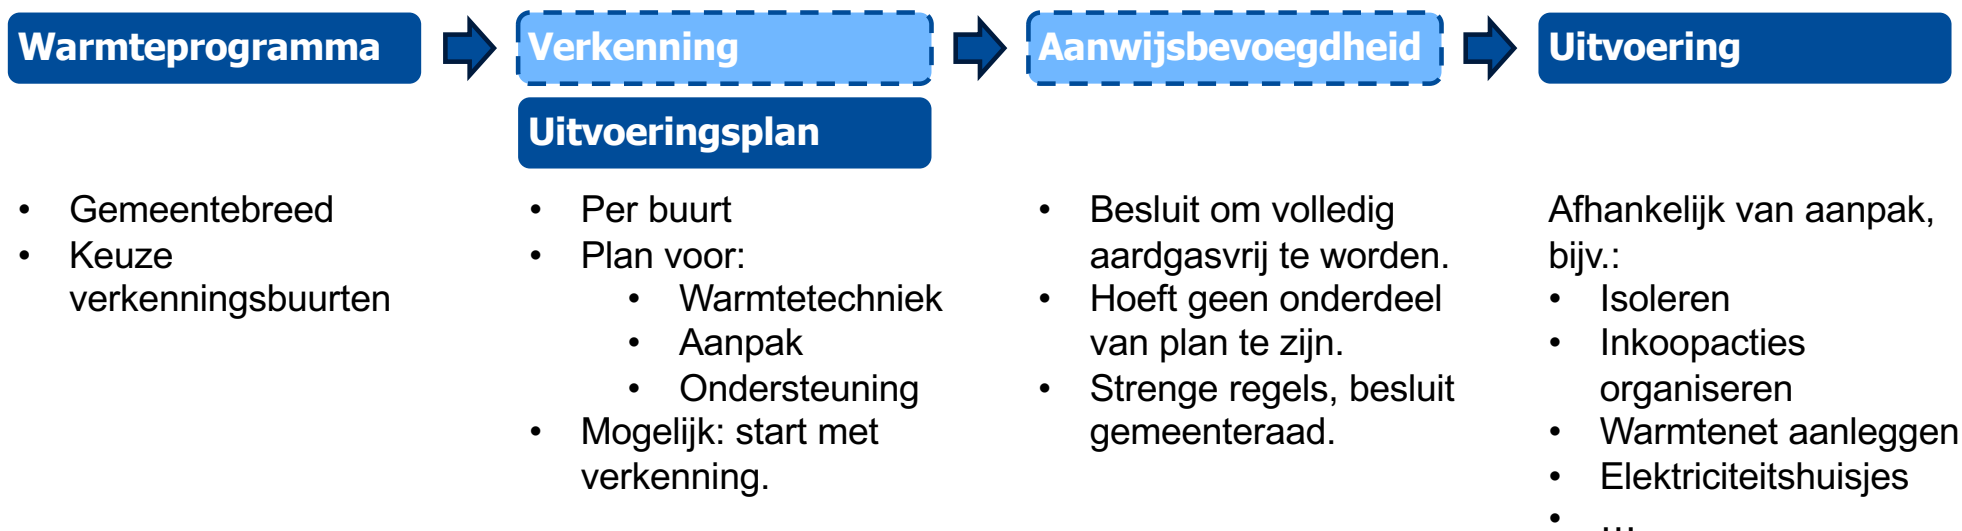 Warmteprogramma
Verkenning
Aanwijsbevoegdheid
Uitvoering
Uitvoeringsplan
• Gemeentebreed
• Keuze
verkenningsbuurten
• Per buurt
• Plan voor:
• Warmtetechniek
• Aanpak
• Ondersteuning
• Mogelijk: start met
verkenning.
• Besluit om volledig
aardgasvrij te worden.
• Hoeft geen onderdeel
van plan te zijn.
• Strenge regels, besluit
gemeenteraad.
Afhankelijk van aanpak,
bijv.:
• Isoleren
• Inkoopacties
organiseren
• Warmtenet aanleggen
• Elektriciteitshuisjes
• ...